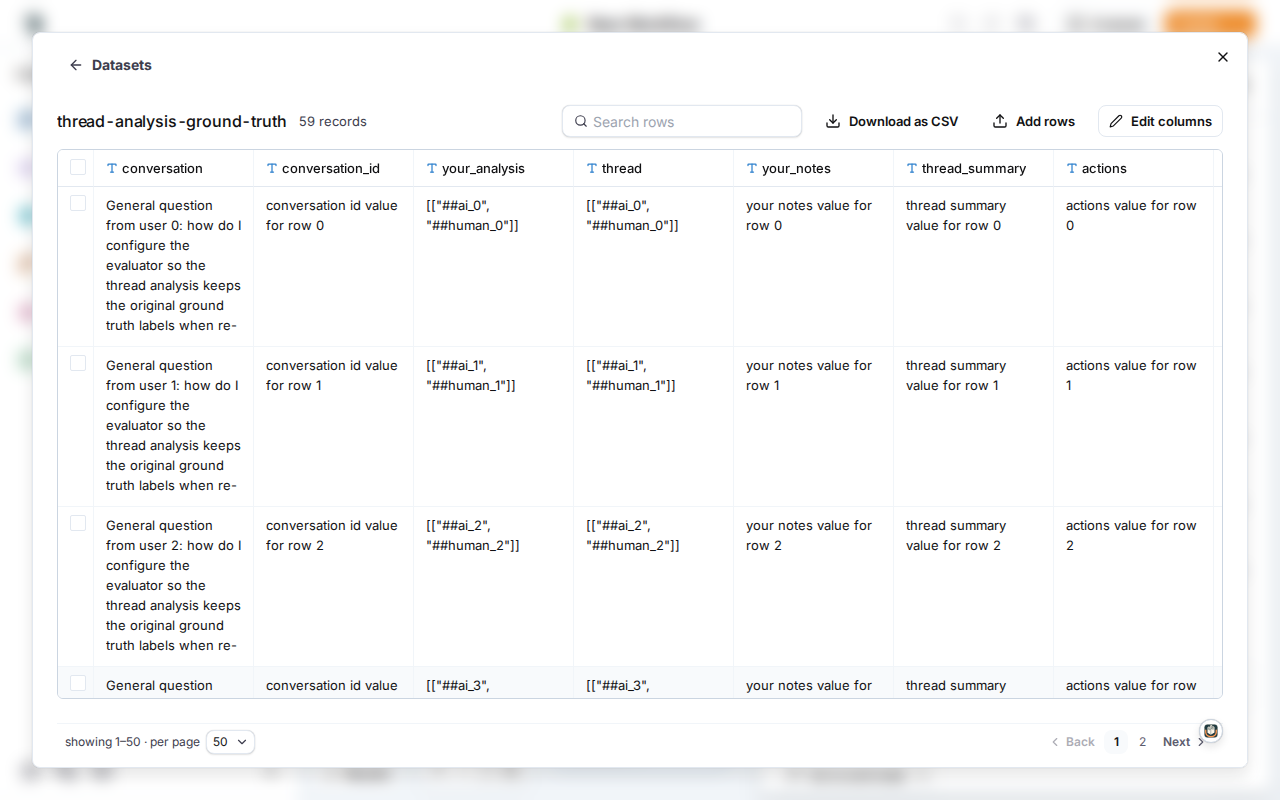 Datasets
thread-analysis-ground-truth 59 records
Search rows
Download as CSV
Add rows
Edit columns
conversation
conversation_id
your_analysis
thread
your_notes
thread_summary
actions
General question
from user 0: how do I
configure the
evaluator so the
thread analysis keeps
the original ground
truth labels when re-
conversation id value
for row 0
[["##ai_0",
"##human_0"]]
[["##ai_0",
"##human_0"]]
your notes value for
row 0
thread summary
value for row 0
actions value for row
0
General question
from user 1: how do I
configure the
evaluator so the
thread analysis keeps
the original ground
truth labels when re-
conversation id value
for row 1
[["##ai_1",
"##human_1"]]
[["##ai_1",
"##human_1"]]
your notes value for
row 1
thread summary
value for row 1
actions value for row
1
General question
from user 2: how do I
configure the
evaluator so the
thread analysis keeps
the original ground
truth labels when re-
conversation id value
for row 2
[["##ai_2",
"##human_2"]]
[["##ai_2",
"##human_2"]]
your notes value for
row 2
thread summary
value for row 2
actions value for row
2
General question
conversation id value
[["##ai_3",
[["##ai_3",
your notes value for
thread summary
actions value for row
showing 1–50 · per page 50
Back 1 2 Next